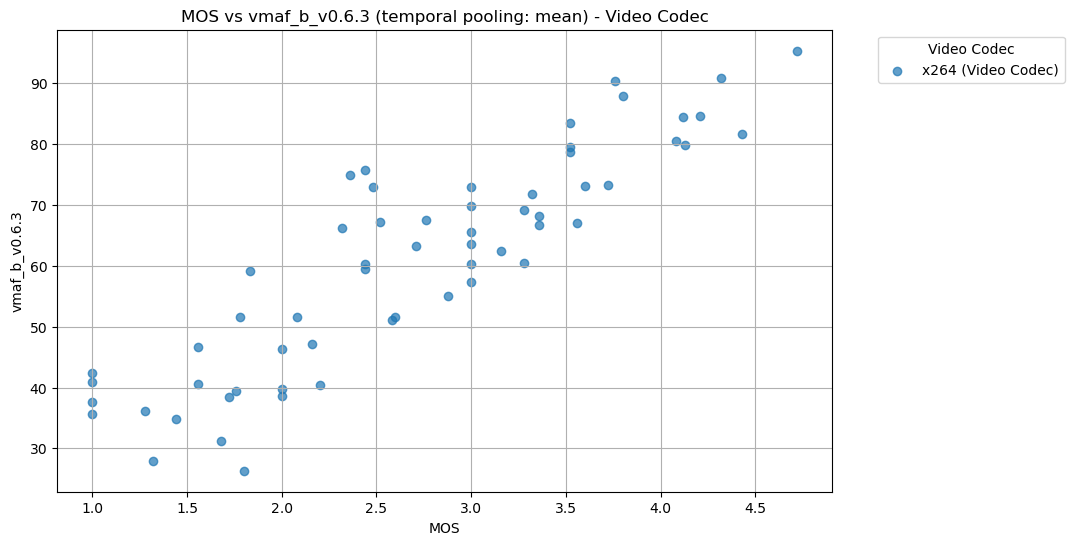 MOS vs vmaf_b_v0.6.3 (temporal pooling: mean) - Video Codec
Video Codec
x264 (Video Codec)
vmaf_b_v0.6.3
90
80
70
60
50
40
30
1.0 1.5 2.0 2.5 3.0 3.5 4.0 4.5
MOS